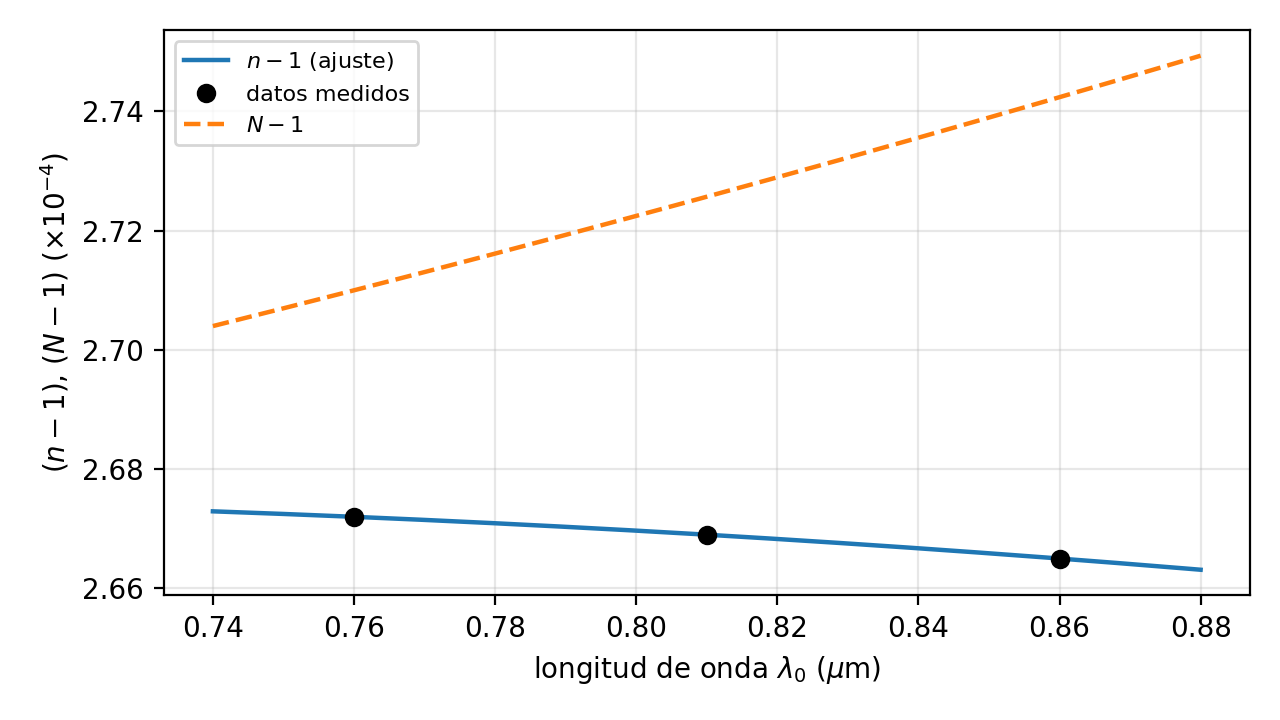 n − 1 (ajuste)
datos medidos
N − 1
(n − 1), (N − 1) (×10⁻⁴)
2.74
2.72
2.70
2.68
2.66
0.74 0.76 0.78 0.80 0.82 0.84 0.86 0.88
longitud de onda λ₀ (μm)